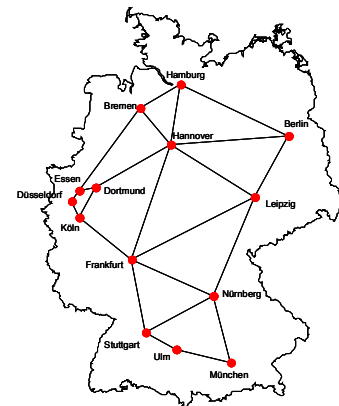 Hamburg
Bremen
Berlin
Hannover
Essen
Dortmund
Düsseldorf
Leipzig
Köln
Frankfurt
Nürnberg
Stuttgart
Ulm
München